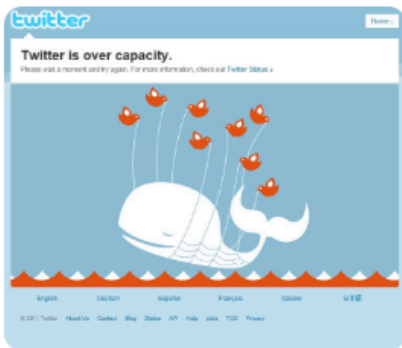 twitter
Home ›
Twitter is over capacity.
Please wait a moment and try again. For more information, check out Twitter Status »
English Deutsch Español Français Italiano 日本語
© 2011 Twitter About Us Contact Blog Status API Help Jobs TOS Privacy